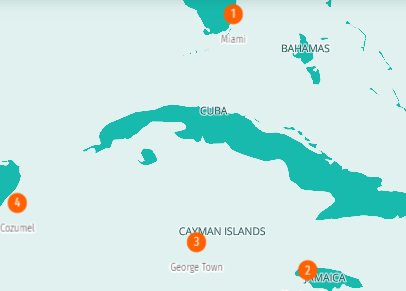 1
Miami
BAHAMAS
CUBA
4
Cozumel
CAYMAN ISLANDS
3
George Town
2
JAMAICA